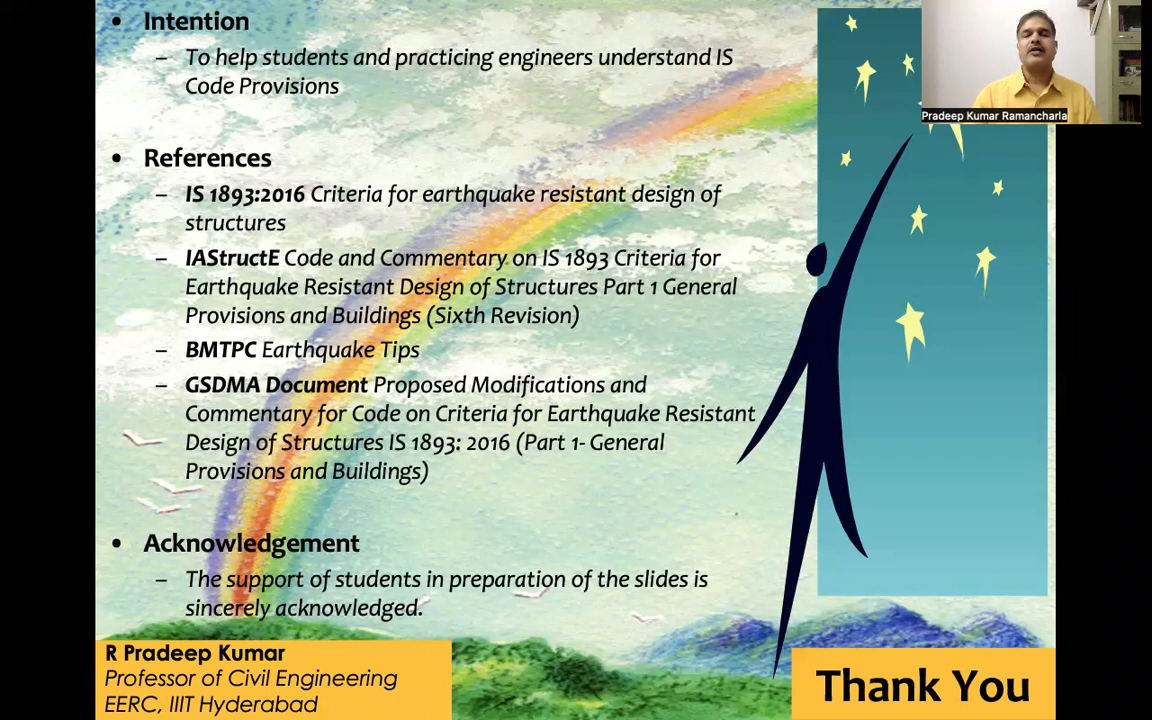 • Intention
– To help students and practicing engineers understand IS
Code Provisions
• References
– IS 1893:2016 Criteria for earthquake resistant design of
structures
– IAStructE Code and Commentary on IS 1893 Criteria for
Earthquake Resistant Design of Structures Part 1 General
Provisions and Buildings (Sixth Revision)
– BMTPC Earthquake Tips
– GSDMA Document Proposed Modifications and
Commentary for Code on Criteria for Earthquake Resistant
Design of Structures IS 1893: 2016 (Part 1- General
Provisions and Buildings)
• Acknowledgement
– The support of students in preparation of the slides is
sincerely acknowledged.
R Pradeep Kumar
Professor of Civil Engineering
EERC, IIIT Hyderabad
Thank You
Pradeep Kumar Ramancharla